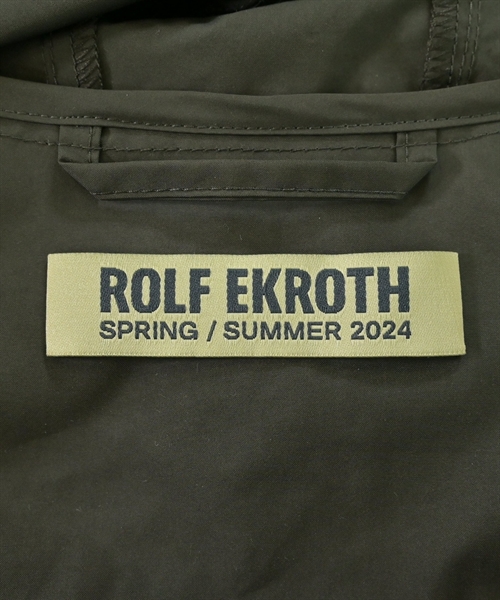 ROLF EKROTH
SPRING / SUMMER 2024